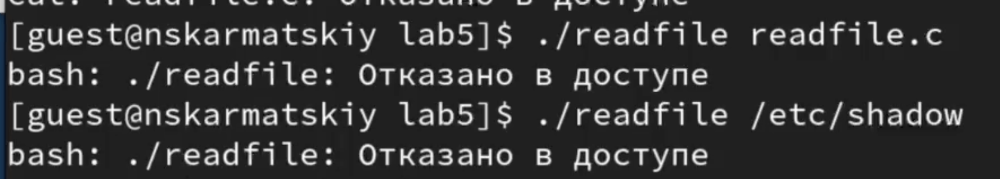 cat: readfile.c: Отказано в доступе
[guest@nskarmatskiy lab5]$ ./readfile readfile.c
bash: ./readfile: Отказано в доступе
[guest@nskarmatskiy lab5]$ ./readfile /etc/shadow
bash: ./readfile: Отказано в доступе